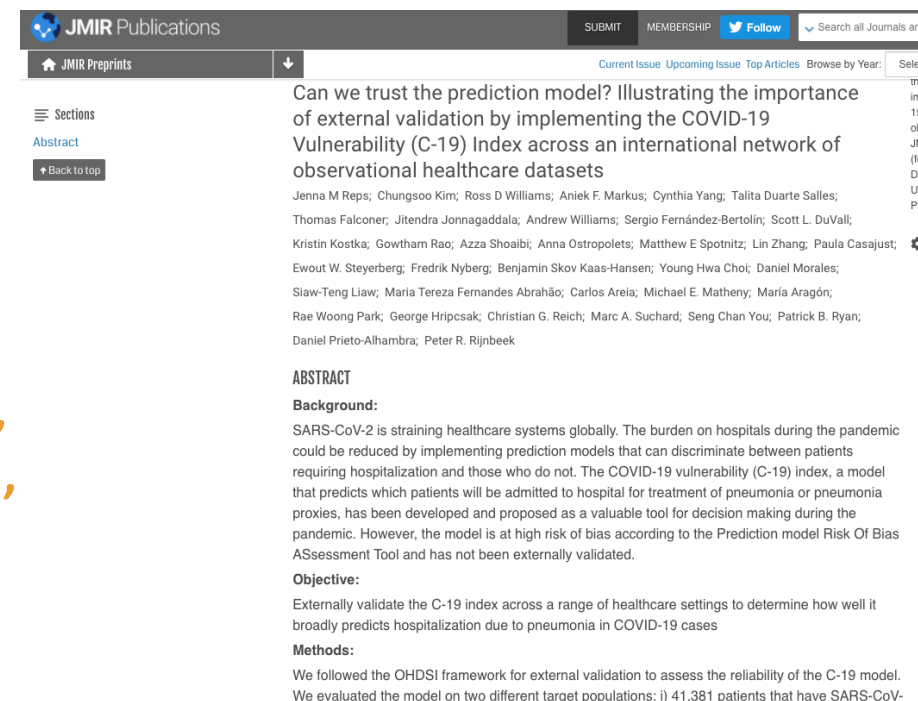 JMIR Publications
SUBMIT MEMBERSHIP Follow Search all Journals
JMIR Preprints
Current Issue Upcoming Issue Top Articles Browse by Year:
Sections
Abstract
Back to top
Can we trust the prediction model? Illustrating the importance
of external validation by implementing the COVID-19
Vulnerability (C-19) Index across an international network of
observational healthcare datasets
Jenna M Reps; Chungsoo Kim; Ross D Williams; Aniek F. Markus; Cynthia Yang; Talita Duarte Salles;
Thomas Falconer; Jitendra Jonnagaddala; Andrew Williams; Sergio Fernández-Bertolín; Scott L. DuVall;
Kristin Kostka; Gowtham Rao; Azza Shoaibi; Anna Ostropolets; Matthew E Spotnitz; Lin Zhang; Paula Casajust;
Ewout W. Steyerberg; Fredrik Nyberg; Benjamin Skov Kaas-Hansen; Young Hwa Choi; Daniel Morales;
Siaw-Teng Liaw; Maria Tereza Fernandes Abrahão; Carlos Areia; Michael E. Matheny; María Aragón;
Rae Woong Park; George Hripcsak; Christian G. Reich; Marc A. Suchard; Seng Chan You; Patrick B. Ryan;
Daniel Prieto-Alhambra; Peter R. Rijnbeek
ABSTRACT
Background:
SARS-CoV-2 is straining healthcare systems globally. The burden on hospitals during the pandemic
could be reduced by implementing prediction models that can discriminate between patients
requiring hospitalization and those who do not. The COVID-19 vulnerability (C-19) index, a model
that predicts which patients will be admitted to hospital for treatment of pneumonia or pneumonia
proxies, has been developed and proposed as a valuable tool for decision making during the
pandemic. However, the model is at high risk of bias according to the Prediction model Risk Of Bias
ASsessment Tool and has not been externally validated.
Objective:
Externally validate the C-19 index across a range of healthcare settings to determine how well it
broadly predicts hospitalization due to pneumonia in COVID-19 cases
Methods:
We followed the OHDSI framework for external validation to assess the reliability of the C-19 model.
We evaluated the model on two different target populations: i) 41,381 patients that have SARS-CoV-